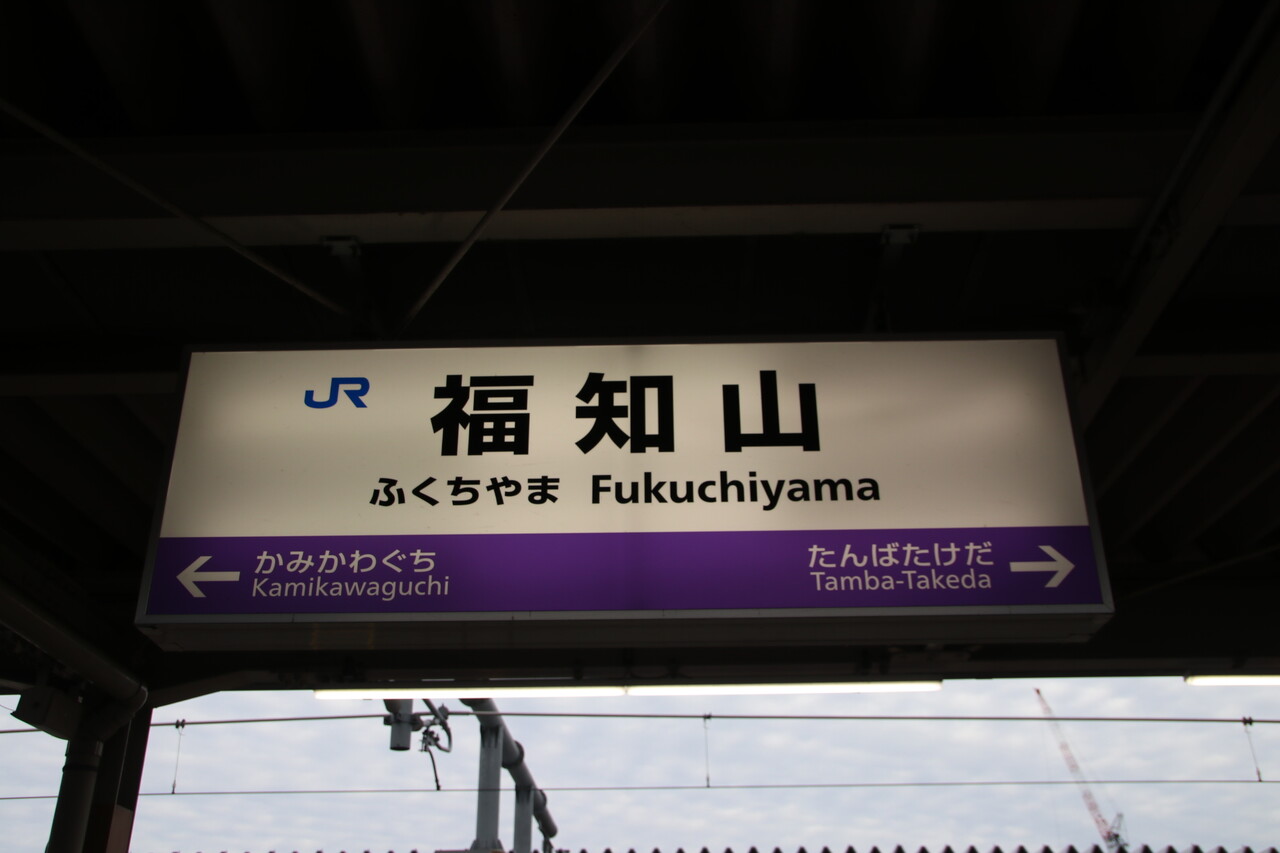 JR 福知山
ふくちやま Fukuchiyama
← かみかわぐち
Kamikawaguchi
たんばたけだ →
Tamba-Takeda